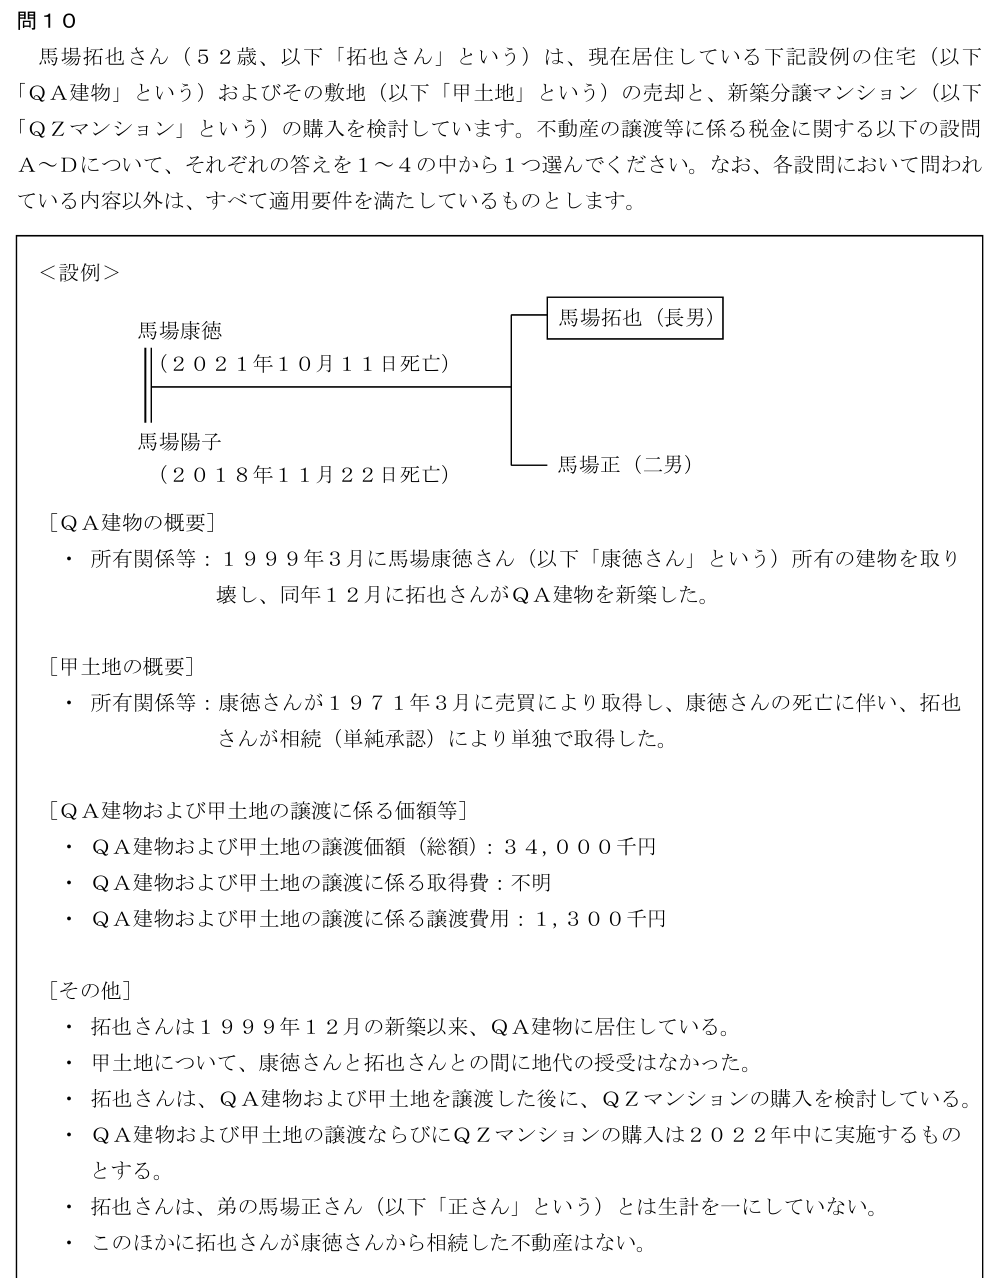 問１０
馬場拓也さん（５２歳、以下「拓也さん」という）は、現在居住している下記設例の住宅（以下
「ＱＡ建物」という）およびその敷地（以下「甲土地」という）の売却と、新築分譲マンション（以下
「ＱＺマンション」という）の購入を検討しています。不動産の譲渡等に係る税金に関する以下の設問
Ａ～Ｄについて、それぞれの答えを１～４の中から１つ選んでください。なお、各設問において問われ
ている内容以外は、すべて適用要件を満たしているものとします。
＜設例＞
馬場拓也（長男）
馬場康徳
（２０２１年１０月１１日死亡）
馬場陽子
（２０１８年１１月２２日死亡）
馬場正（二男）
［ＱＡ建物の概要］
・ 所有関係等：１９９９年３月に馬場康徳さん（以下「康徳さん」という）所有の建物を取り
壊し、同年１２月に拓也さんがＱＡ建物を新築した。
［甲土地の概要］
・ 所有関係等：康徳さんが１９７１年３月に売買により取得し、康徳さんの死亡に伴い、拓也
さんが相続（単純承認）により単独で取得した。
［ＱＡ建物および甲土地の譲渡に係る価額等］
・ ＱＡ建物および甲土地の譲渡価額（総額）：３４,０００千円
・ ＱＡ建物および甲土地の譲渡に係る取得費：不明
・ ＱＡ建物および甲土地の譲渡に係る譲渡費用：１,３００千円
［その他］
・ 拓也さんは１９９９年１２月の新築以来、ＱＡ建物に居住している。
・ 甲土地について、康徳さんと拓也さんとの間に地代の授受はなかった。
・ 拓也さんは、ＱＡ建物および甲土地を譲渡した後に、ＱＺマンションの購入を検討している。
・ ＱＡ建物および甲土地の譲渡ならびにＱＺマンションの購入は２０２２年中に実施するもの
とする。
・ 拓也さんは、弟の馬場正さん（以下「正さん」という）とは生計を一にしていない。
・ このほかに拓也さんが康徳さんから相続した不動産はない。